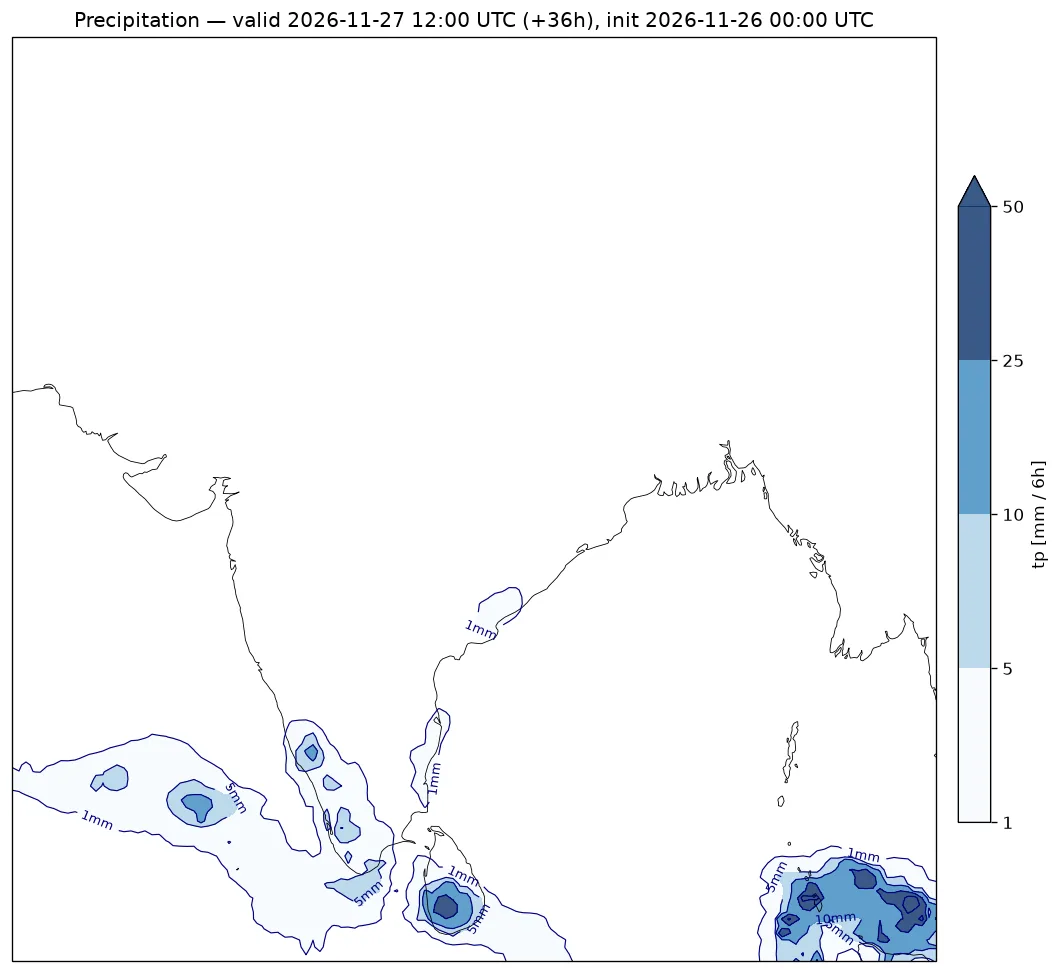 Precipitation — valid 2026-11-27 12:00 UTC (+36h), init 2026-11-26 00:00 UTC
50
25
10
5
1
tp [mm / 6h]
1mm
1mm
5mm
1mm
1mm
5mm
5mm
1mm
5mm
10mm
5mm